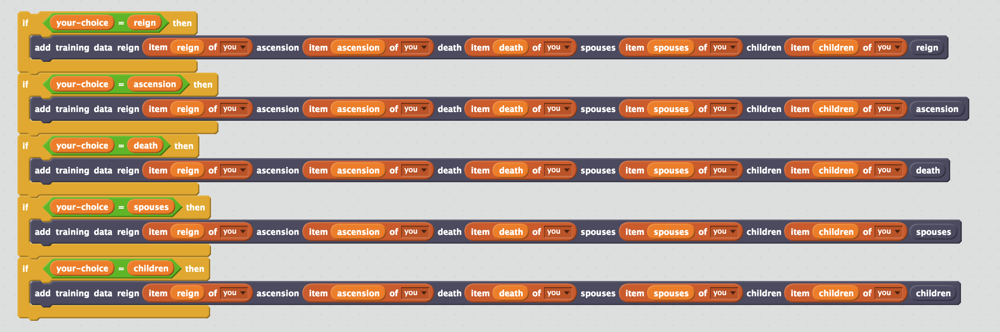 if your-choice = reign then
add training data reign item reign of you ascension item ascension of you death item death of you spouses item spouses of you children item children of you reign
if your-choice = ascension then
add training data reign item reign of you ascension item ascension of you death item death of you spouses item spouses of you children item children of you ascension
if your-choice = death then
add training data reign item reign of you ascension item ascension of you death item death of you spouses item spouses of you children item children of you death
if your-choice = spouses then
add training data reign item reign of you ascension item ascension of you death item death of you spouses item spouses of you children item children of you spouses
if your-choice = children then
add training data reign item reign of you ascension item ascension of you death item death of you spouses item spouses of you children item children of you children